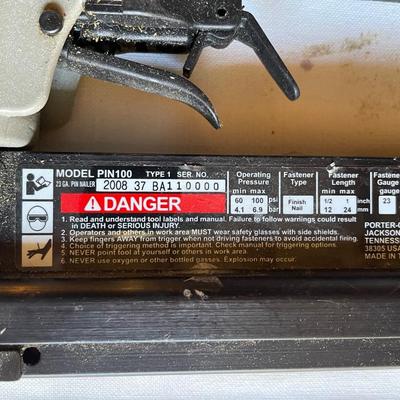 MODEL PIN100 TYPE 1 SER. NO.
23 GA. PIN NAILER 2008 37 BA110000
DANGER
Operating Pressure
min max
60 100 psi
4.1 6.9 bar
Fastener Type
Finish Nail
Fastener Length
min max
1/2 1 inch
12 24 mm
Fastener Gauge
gauge
23
1. Read and understand tool labels and manual. Failure to follow warnings could result
in DEATH or SERIOUS INJURY.
2. Operators and others in work area MUST wear safety glasses with side shields.
3. Keep fingers AWAY from trigger when not driving fasteners to avoid accidental firing.
4. Choice of triggering method is important. Check manual for triggering options.
5. NEVER point tool at yourself or others in work area.
6. NEVER use oxygen or other bottled gases. Explosion may occur.
PORTER-
JACKSON
TENNESS
38305 USA
MADE IN T